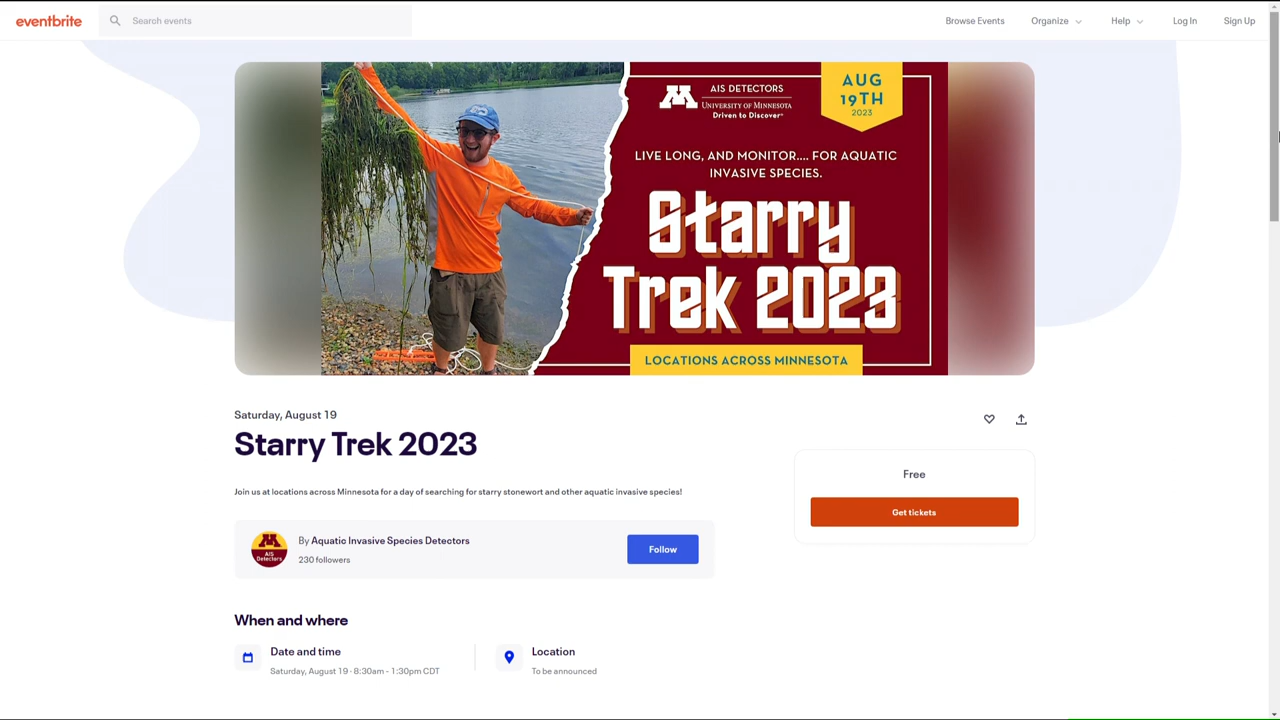 eventbrite
Search events
Browse Events
Organize
Help
Log In
Sign Up
AIS DETECTORS
UNIVERSITY OF MINNESOTA
Driven to Discover®
AUG
19TH
2023
LIVE LONG, AND MONITOR.... FOR AQUATIC
INVASIVE SPECIES.
Starry
Trek 2023
LOCATIONS ACROSS MINNESOTA
Saturday, August 19
Starry Trek 2023
Free
Join us at locations across Minnesota for a day of searching for starry stonewort and other aquatic invasive species!
Get tickets
AIS
Detectors
By Aquatic Invasive Species Detectors
230 followers
Follow
When and where
Date and time
Saturday, August 19 · 8:30am - 1:30pm CDT
Location
To be announced